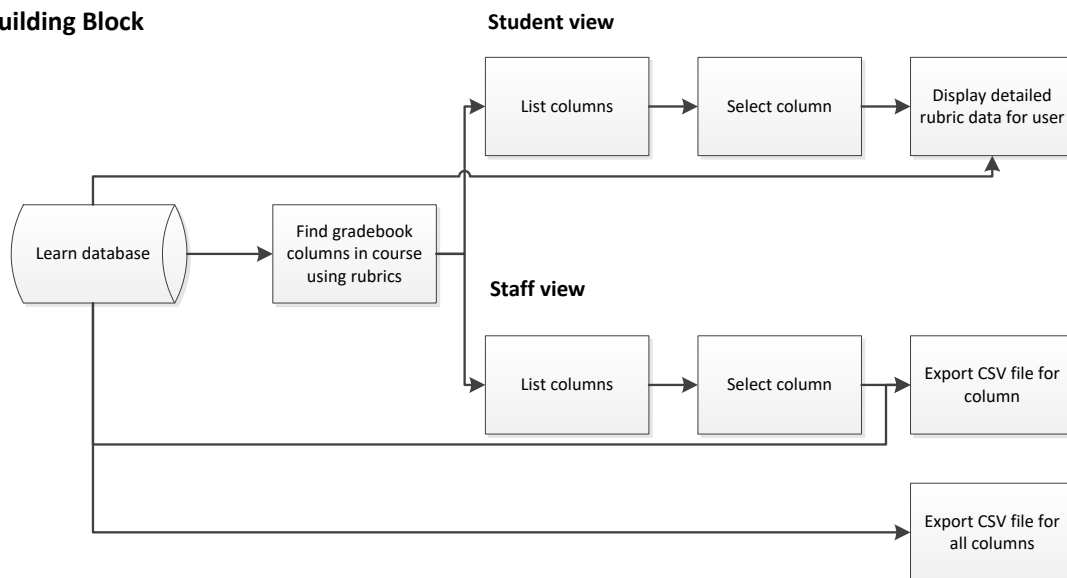 uilding Block
Student view
List columns
Select column
Display detailed
rubric data for user
Learn database
Find gradebook
columns in course
using rubrics
Staff view
List columns
Select column
Export CSV file for
column
Export CSV file for
all columns